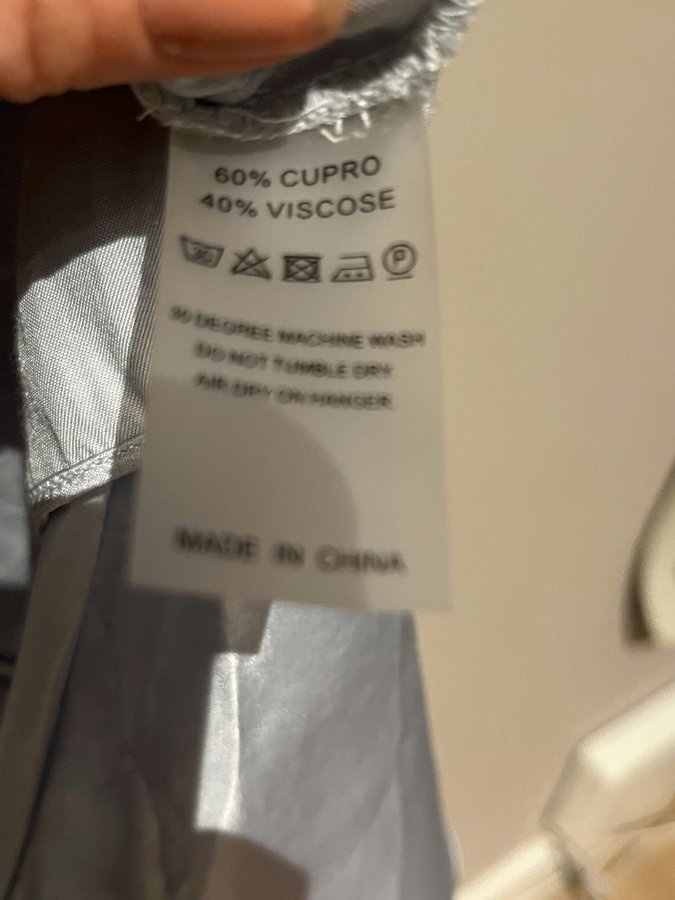 60% CUPRO
40% VISCOSE
30 P
30 DEGREE MACHINE WASH
DO NOT TUMBLE DRY
AIR DRY ON HANGER
MADE IN CHINA